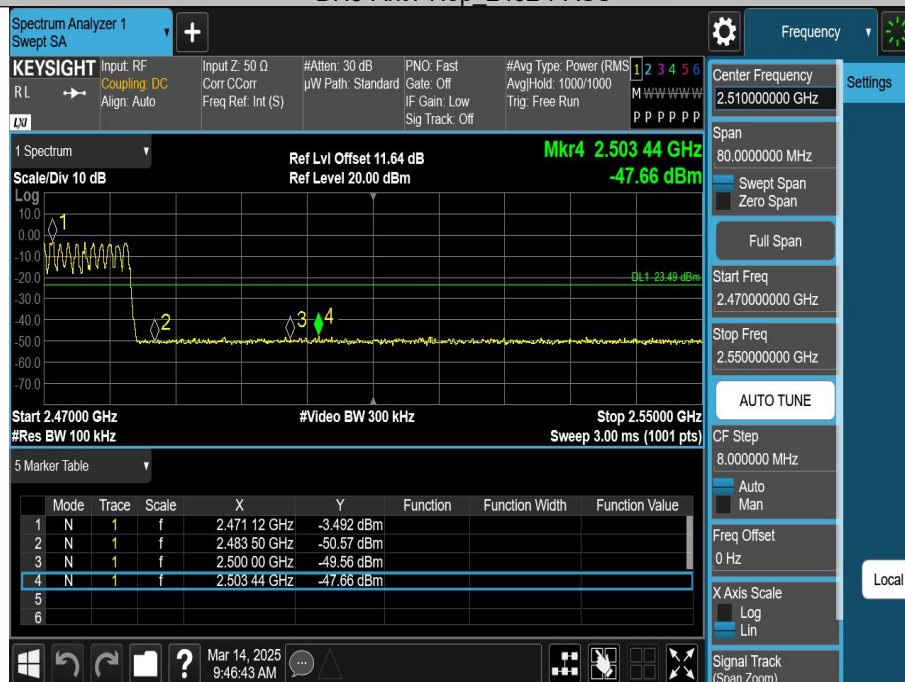 Spectrum Analyzer 1
Swept SA
Frequency
KEYSIGHT
RL
LXI
Input: RF
Coupling: DC
Align: Auto
Input Z: 50 Ω
Corr CCorr
Freq Ref: Int (S)
#Atten: 30 dB
µW Path: Standard
PNO: Fast
Gate: Off
IF Gain: Low
Sig Track: Off
#Avg Type: Power (RMS
Avg|Hold: 1000/1000
Trig: Free Run
1 2 3 4 5 6
M W W W W W
P P P P P P
Center Frequency
2.510000000 GHz
Settings
Span
80.0000000 MHz
Swept Span
Zero Span
Full Span
Start Freq
2.470000000 GHz
Stop Freq
2.550000000 GHz
AUTO TUNE
CF Step
8.000000 MHz
Auto
Man
Freq Offset
0 Hz
X Axis Scale
Log
Lin
Signal Track
(Span Zoom)
Local
1 Spectrum
Scale/Div 10 dB
Ref Lvl Offset 11.64 dB
Ref Level 20.00 dBm
Mkr4 2.503 44 GHz
-47.66 dBm
Log
10.0
0.00
-10.0
-20.0
-30.0
-40.0
-50.0
-60.0
-70.0
1
2
3
4
DL1 -23.49 dBm
Start 2.47000 GHz
#Video BW 300 kHz
Stop 2.55000 GHz
#Res BW 100 kHz
Sweep 3.00 ms (1001 pts)
5 Marker Table
Mode Trace Scale X Y Function Function Width Function Value
1 N 1 f 2.471 12 GHz -3.492 dBm
2 N 1 f 2.483 50 GHz -50.57 dBm
3 N 1 f 2.500 00 GHz -49.56 dBm
4 N 1 f 2.503 44 GHz -47.66 dBm
5
6
?
Mar 14, 2025
9:46:43 AM